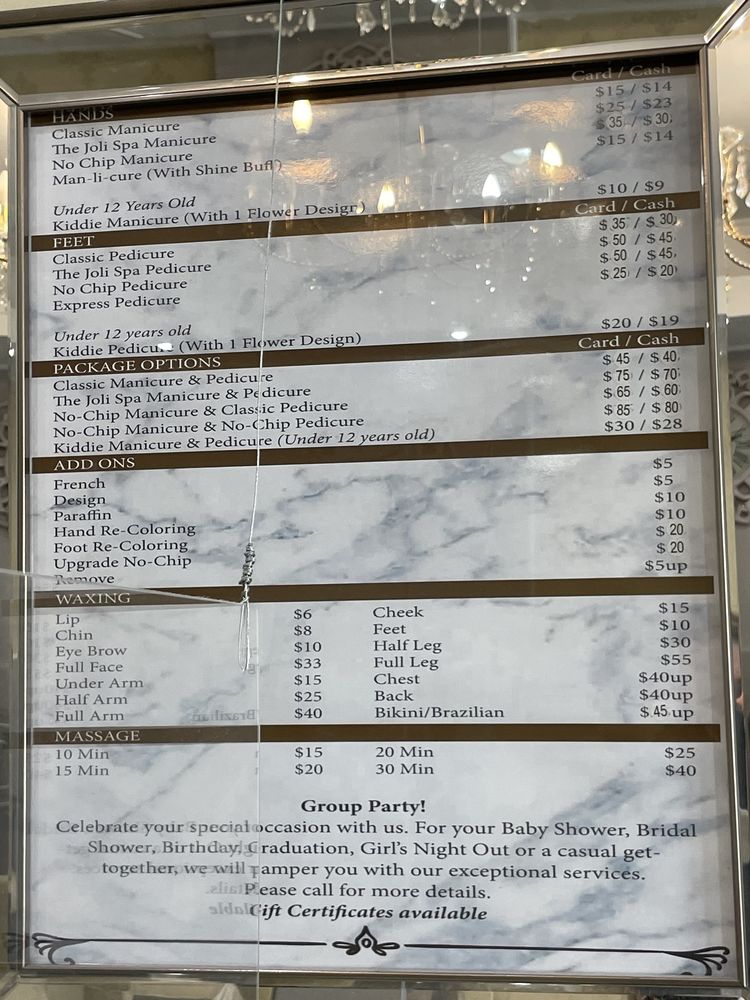 Card / Cash
HANDS
Classic Manicure $15 / $14
The Joli Spa Manicure $25 / $23
No Chip Manicure $ 35 / $ 30
Man-li-cure (With Shine Buff) $15 / $14
Under 12 Years Old
Kiddie Manicure (With 1 Flower Design) $10 / $9
FEET Card / Cash
Classic Pedicure $ 35 / $ 30
The Joli Spa Pedicure $ 50 / $ 45
No Chip Pedicure $ 50 / $ 45
Express Pedicure $ 25 / $ 20
Under 12 years old
Kiddie Pedicure (With 1 Flower Design) $20 / $19
PACKAGE OPTIONS Card / Cash
Classic Manicure & Pedicure $ 45 / $ 40
The Joli Spa Manicure & Pedicure $ 75 / $ 70
No-Chip Manicure & Classic Pedicure $ 65 / $ 60
No-Chip Manicure & No-Chip Pedicure $ 85 / $ 80
Kiddie Manicure & Pedicure (Under 12 years old) $30 / $28
ADD ONS
French $5
Design $5
Paraffin $10
Hand Re-Coloring $10
Foot Re-Coloring $ 20
Upgrade No-Chip $ 20
Remove $5up
WAXING
Lip $6 Cheek $15
Chin $8 Feet $10
Eye Brow $10 Half Leg $30
Full Face $33 Full Leg $55
Under Arm $15 Chest $40up
Half Arm $25 Back $40up
Full Arm $40 Bikini/Brazilian $ 45 up
MASSAGE
10 Min $15 20 Min $25
15 Min $20 30 Min $40
Group Party!
Celebrate your special occasion with us. For your Baby Shower, Bridal
Shower, Birthday, Graduation, Girl's Night Out or a casual get-
together, we will pamper you with our exceptional services.
Please call for more details.
Gift Certificates available